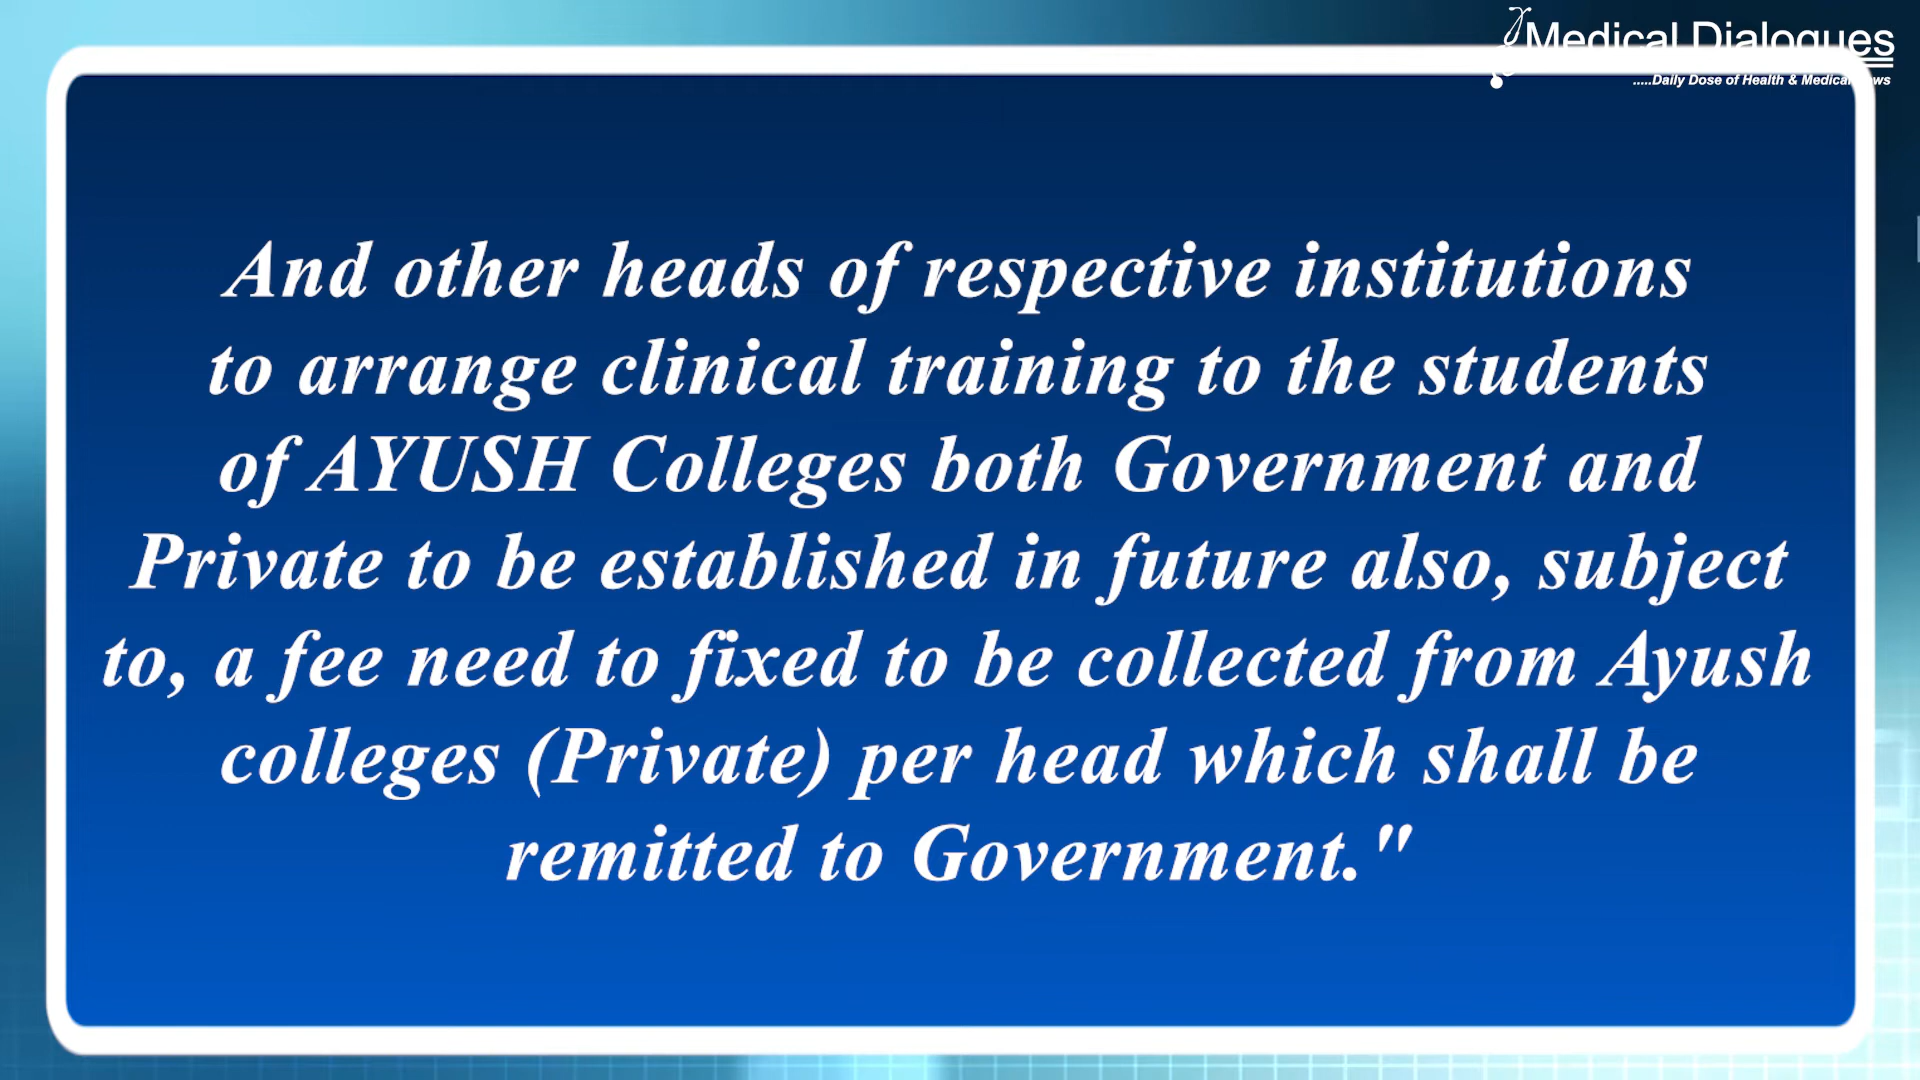 Medical Dialogues
.....Daily Dose of Health & Medical News
And other heads of respective institutions
to arrange clinical training to the students
of AYUSH Colleges both Government and
Private to be established in future also, subject
to, a fee need to fixed to be collected from Ayush
colleges (Private) per head which shall be
remitted to Government."